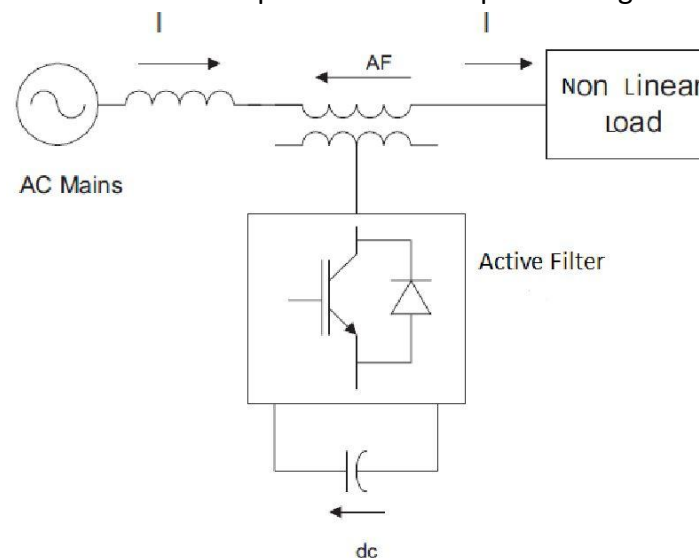 I
I
AF
Non Linear
Load
AC Mains
Active Filter
dc